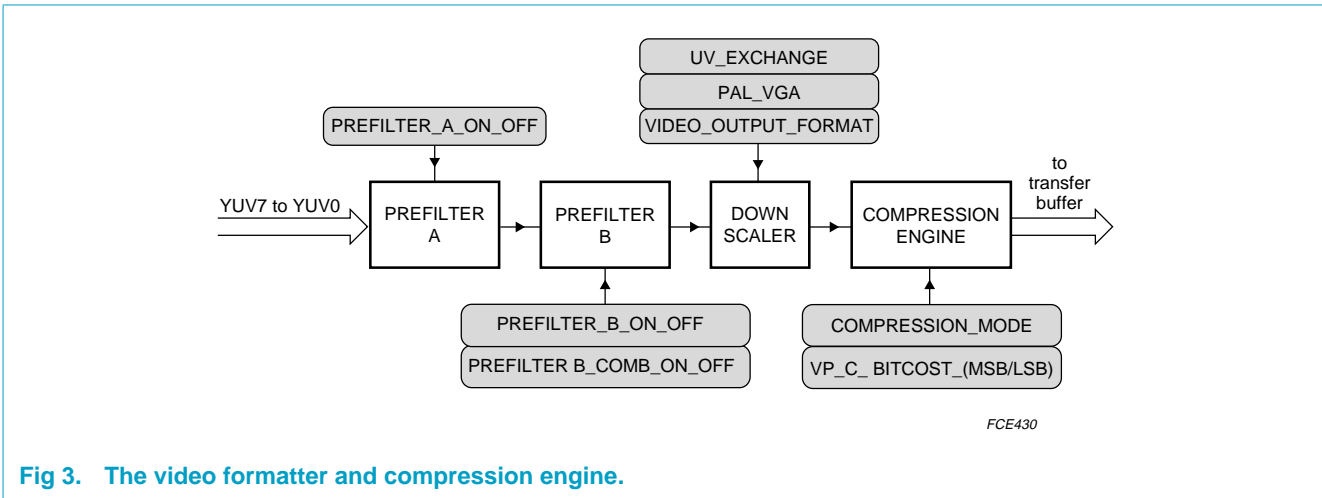 UV_EXCHANGE
PAL_VGA
VIDEO_OUTPUT_FORMAT
PREFILTER_A_ON_OFF
YUV7 to YUV0
PREFILTER
A
PREFILTER
B
DOWN
SCALER
COMPRESSION
ENGINE
to
transfer
buffer
PREFILTER_B_ON_OFF
PREFILTER B_COMB_ON_OFF
COMPRESSION_MODE
VP_C_ BITCOST_(MSB/LSB)
FCE430
Fig 3. The video formatter and compression engine.